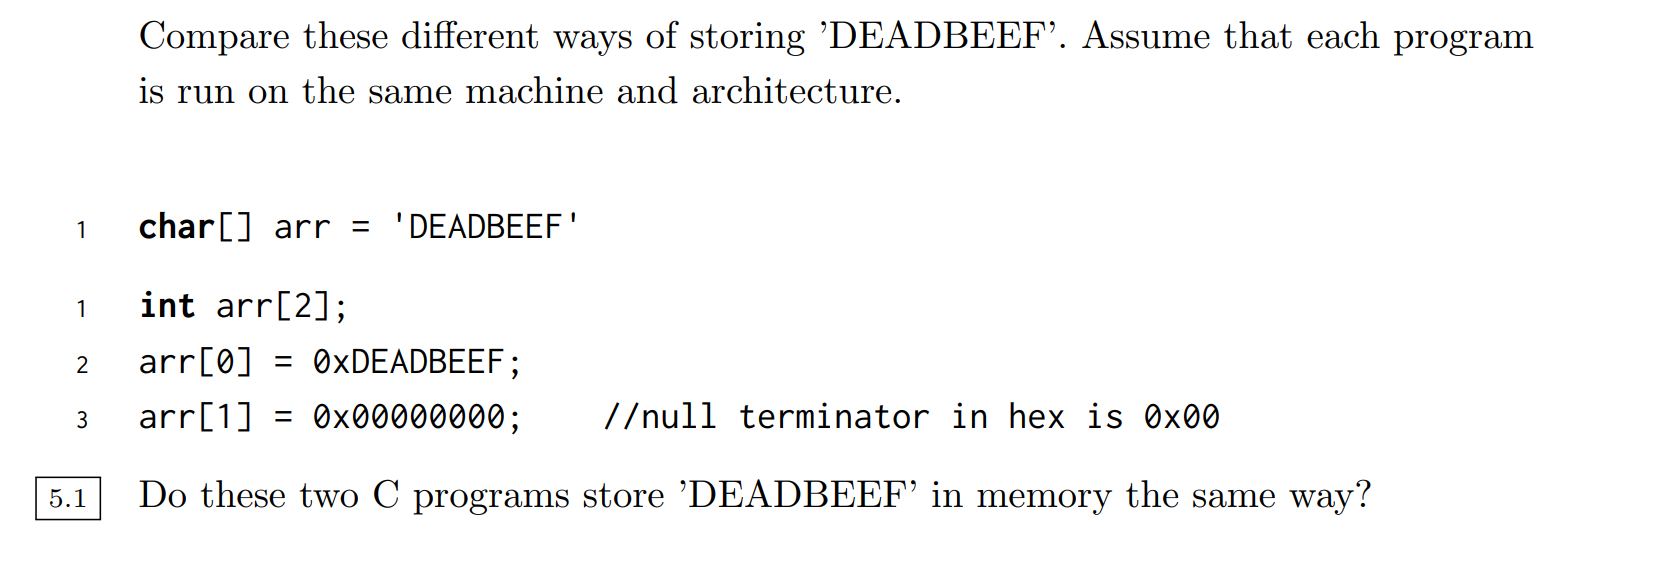 Compare these different ways of storing ’DEADBEEF’. Assume that each program
is run on the same machine and architecture.
1 char[] arr = 'DEADBEEF'
1 int arr[2];
2 arr[0] = 0xDEADBEEF;
3 arr[1] = 0x00000000; //null terminator in hex is 0x00
5.1 Do these two C programs store ’DEADBEEF’ in memory the same way?